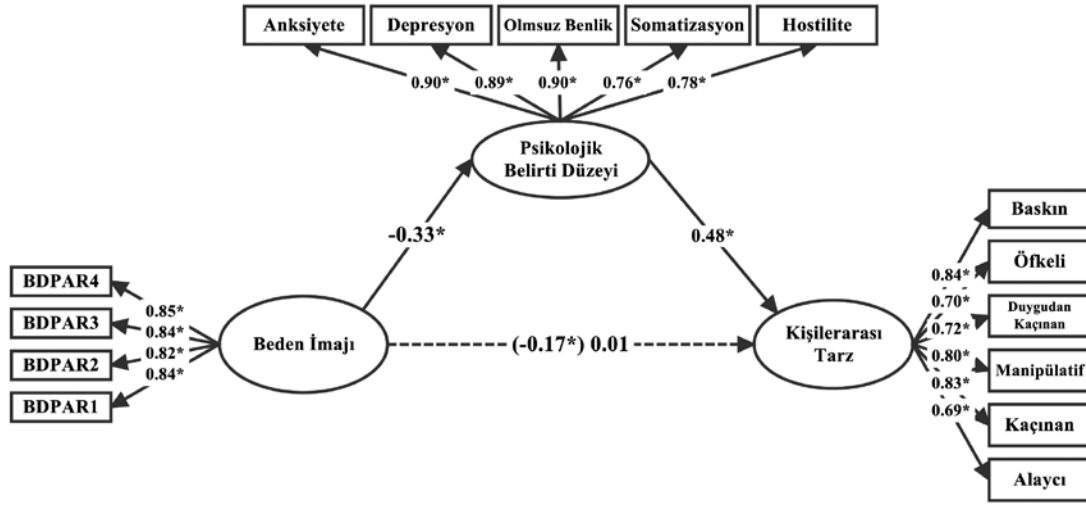 Anksiyete
Depresyon
Olmsuz Benlik
Somatizasyon
Hostilite
0.90*
0.89*
0.90*
0.76*
0.78*
Psikolojik
Belirti Düzeyi
-0.33*
0.48*
BDPAR4
BDPAR3
BDPAR2
BDPAR1
0.85*
0.84*
0.82*
0.84*
Beden İmajı
(-0.17*) 0.01
Kişilerarası
Tarz
0.84*
0.70*
0.72*
0.80*
0.83*
0.69*
Baskın
Öfkeli
Duygudan
Kaçınan
Manipülatif
Kaçınan
Alaycı